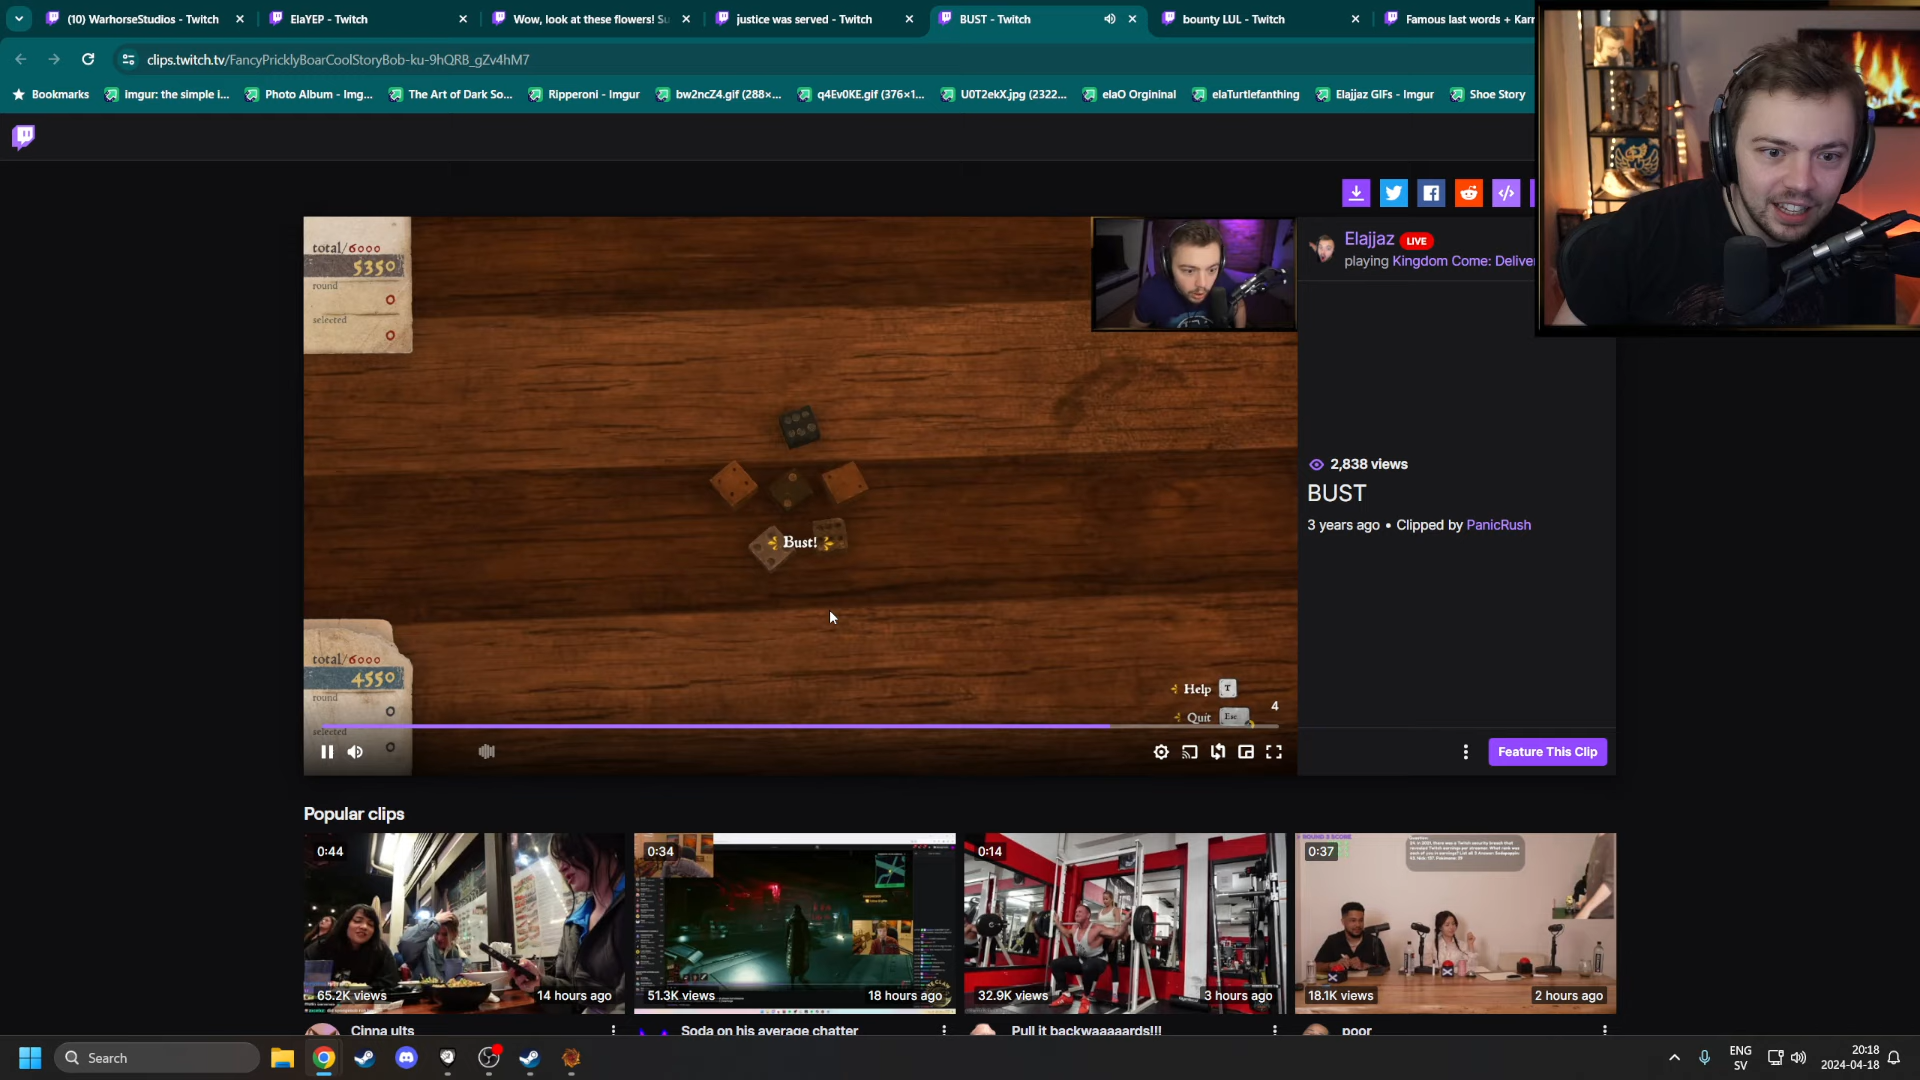 (10) WarhorseStudios - Twitch
ElaYEP - Twitch
Wow, look at these flowers! Su
justice was served - Twitch
BUST - Twitch
bounty LUL - Twitch
Famous last words + Karn
clips.twitch.tv/FancyPricklyBoarCoolStoryBob-ku-9hQRB_gZv4hM7
Bookmarks
Imgur: the simple i...
Photo Album - Img...
The Art of Dark So...
Ripperoni - Imgur
bw2ncZ4.gif (288×...
q4Ev0KE.gif (376×1...
U0T2ekX.jpg (2322...
elaO Orgininal
elaTurtlefanthing
Elajjaz GIFs - Imgur
Shoe Story
total/6000
5350
round
0
selected
0
Elajjaz LIVE
playing Kingdom Come: Deliver
2,838 views
BUST
3 years ago • Clipped by PanicRush
Bust!
total/6000
4550
round
0
selected
0
Help T
Quit Esc
4
Feature This Clip
Popular clips
0:44
65.2K views
14 hours ago
0:34
51.3K views
18 hours ago
0:14
32.9K views
3 hours ago
0:37
18.1K views
2 hours ago
Cinna ults
Soda on his average chatter
Pull it backwaaaaards!!!
poor
Search
ENG
SV
20:18
2024-04-18